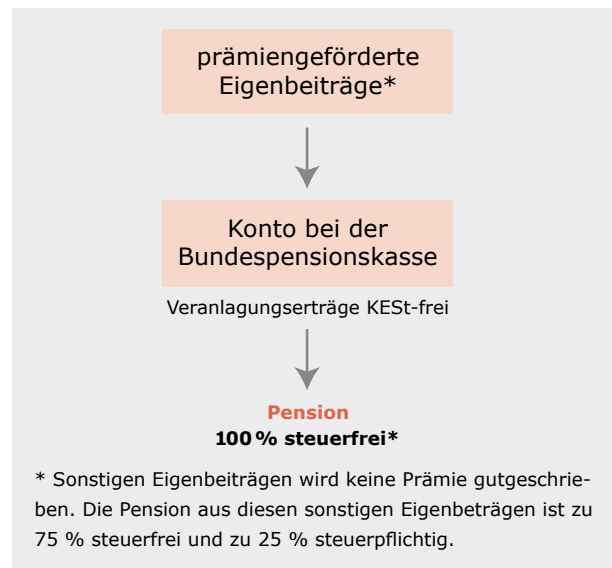 prämiengeförderte
Eigenbeiträge*
Konto bei der
Bundespensionskasse
Veranlagungserträge KESt-frei
Pension
100 % steuerfrei*
* Sonstigen Eigenbeiträgen wird keine Prämie gutgeschrie-
ben. Die Pension aus diesen sonstigen Eigenbeträgen ist zu
75 % steuerfrei und zu 25 % steuerpflichtig.